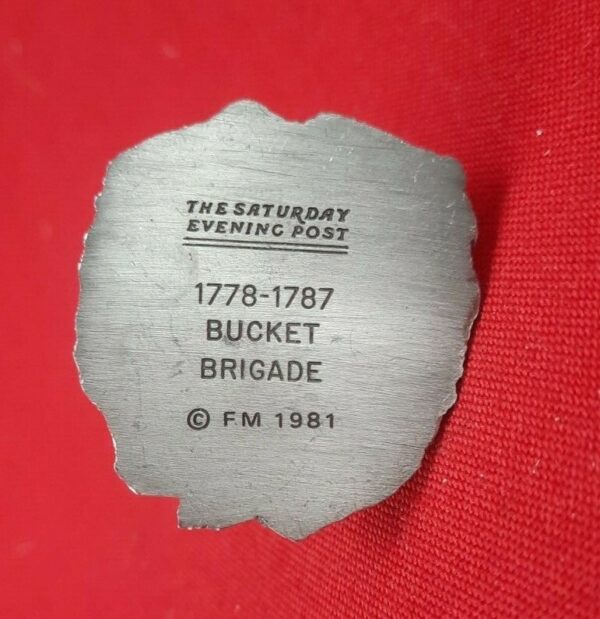 THE SATURDAY
EVENING POST
1778-1787
BUCKET
BRIGADE
© FM 1981